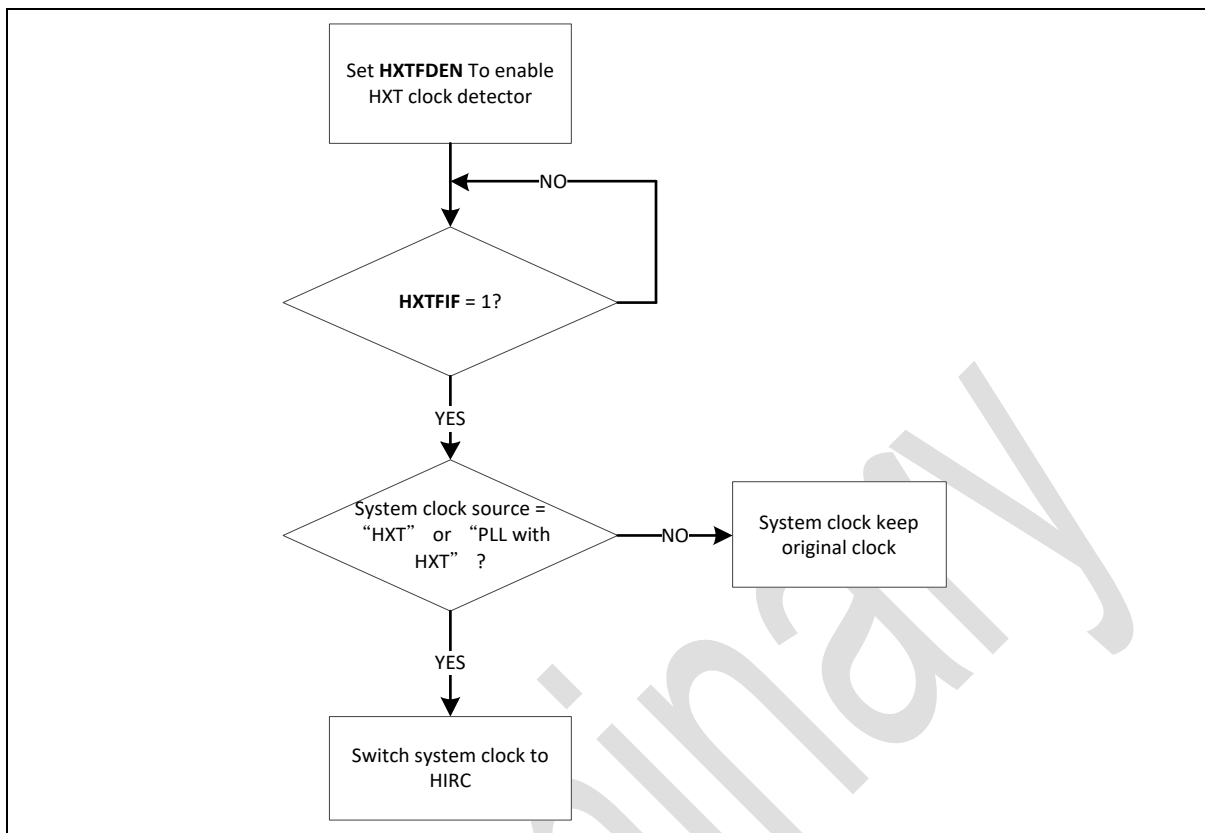 Set HXTFDEN To enable
HXT clock detector
NO
HXTFIF = 1?
YES
System clock source =
“HXT” or “PLL with
HXT” ?
NO
System clock keep
original clock
YES
Switch system clock to
HIRC
inary